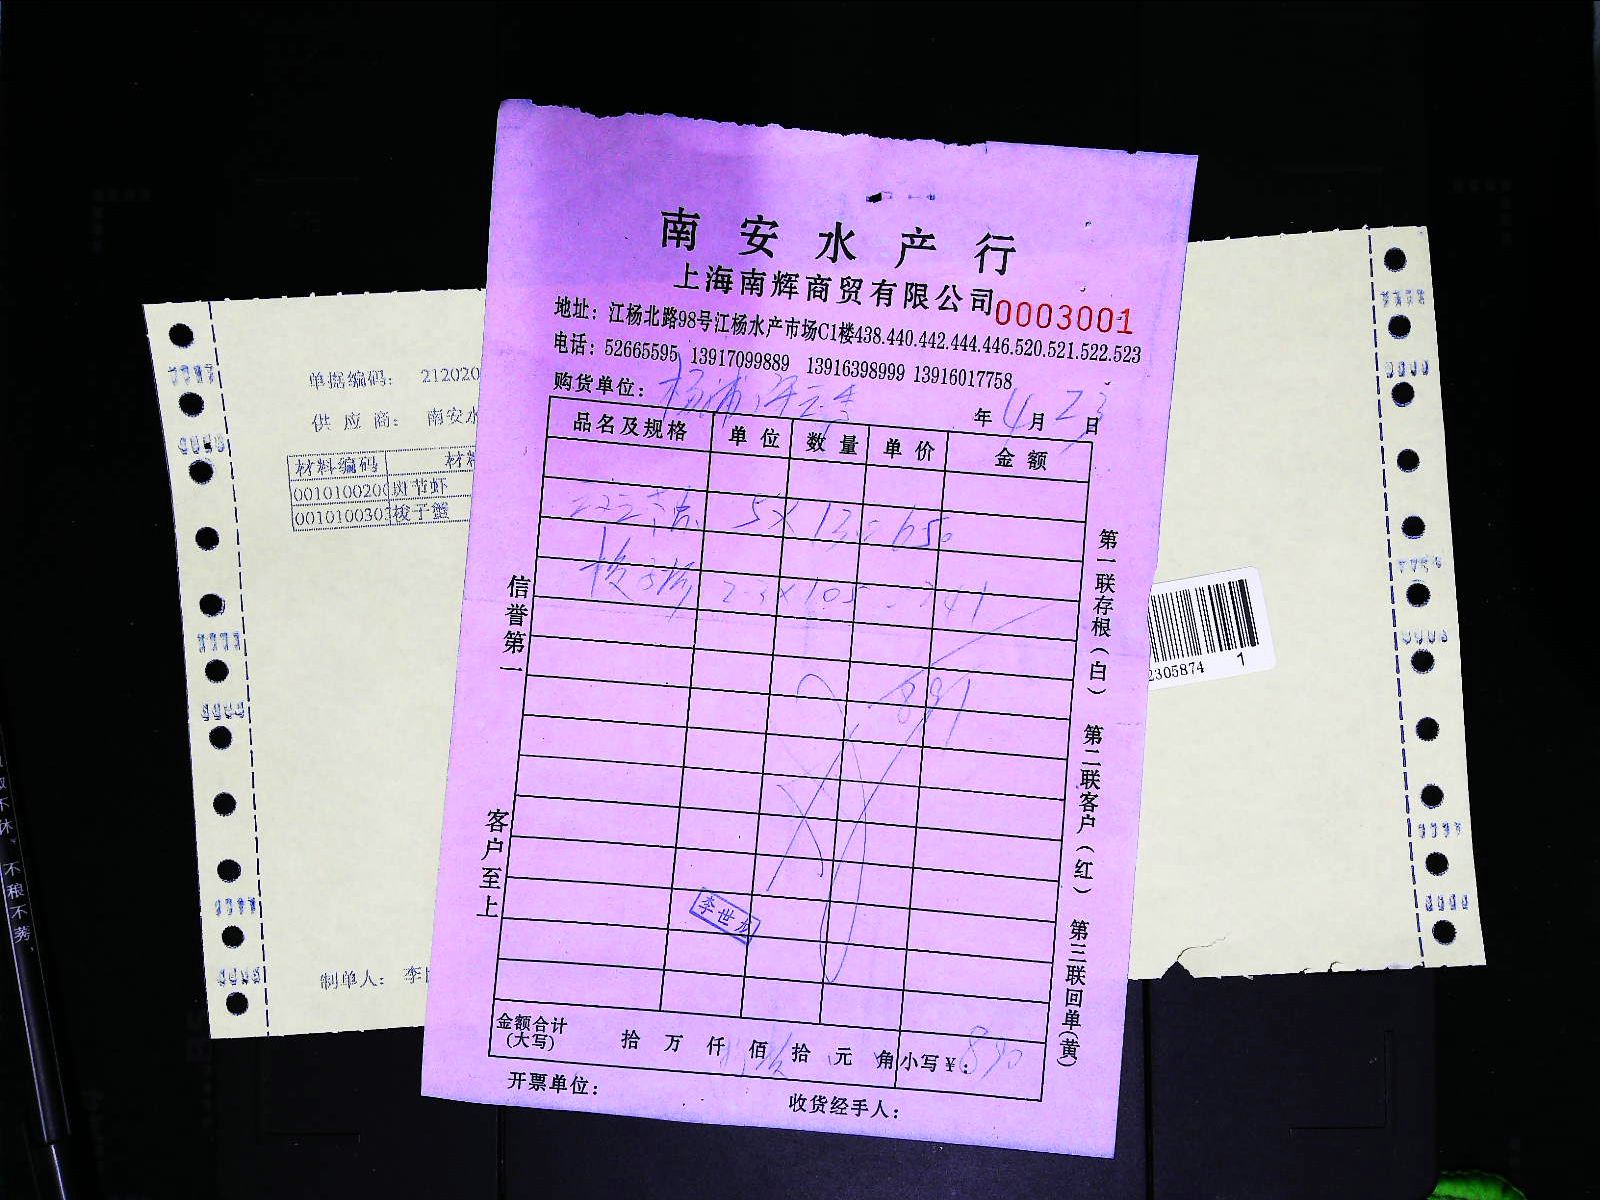 南安水产行
上海南辉商贸有限公司 0003001
地址：江杨北路98号江杨水产市场C1楼438.440.442.444.446.520.521.522.523
电话：52665595 13917099889 13916398999 13916017758
购货单位： 年4月23日
品名及规格 单位 数量 单价 金额
5×130=650
241
891
李世
金额合计(大写) 拾 万 仟 佰 拾 元 角 小写￥：890
开票单位：
收货经手人：
信誉第一
客户至上
第一联存根(白) 第二联客户(红) 第三联回单(黄)
单据编码： 212020
供应商： 南安水
材料编码 材料
0010100200 斑节虾
001010030 梭子蟹
制单人： 李
2305874 1